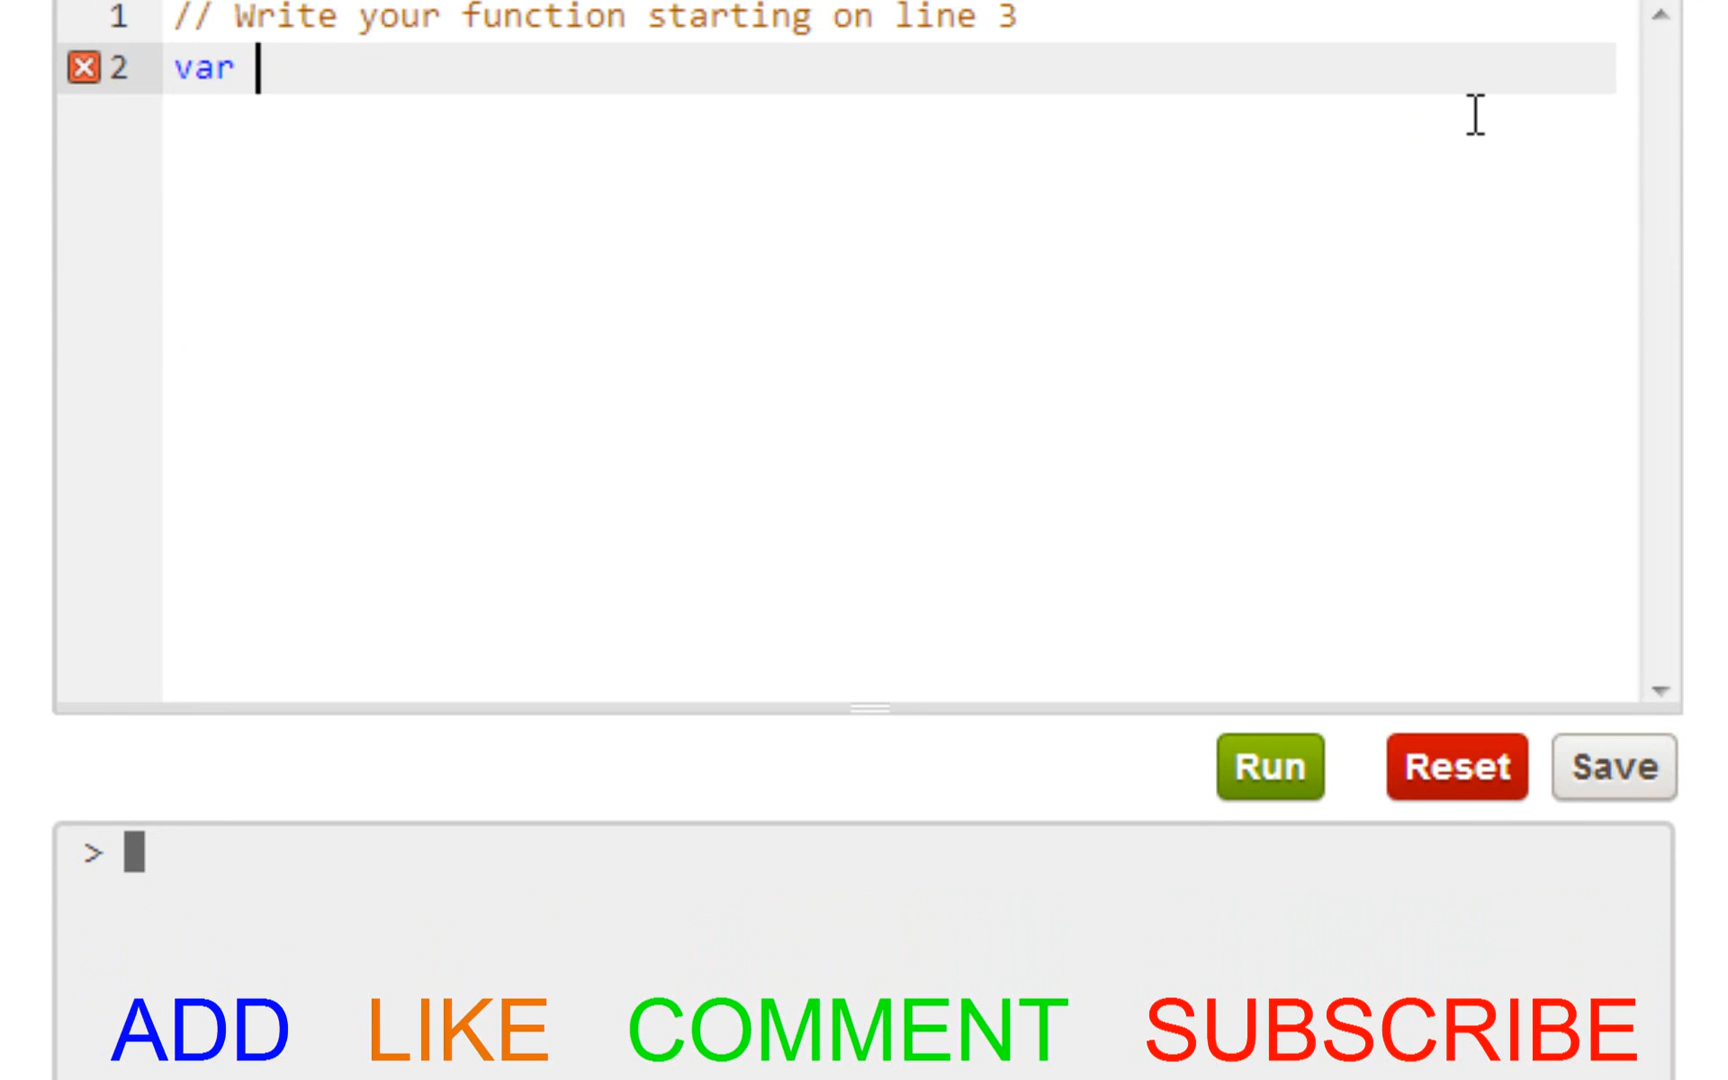 1 // Write your function starting on line 3
2 var
Run Reset Save
>
ADD LIKE COMMENT SUBSCRIBE